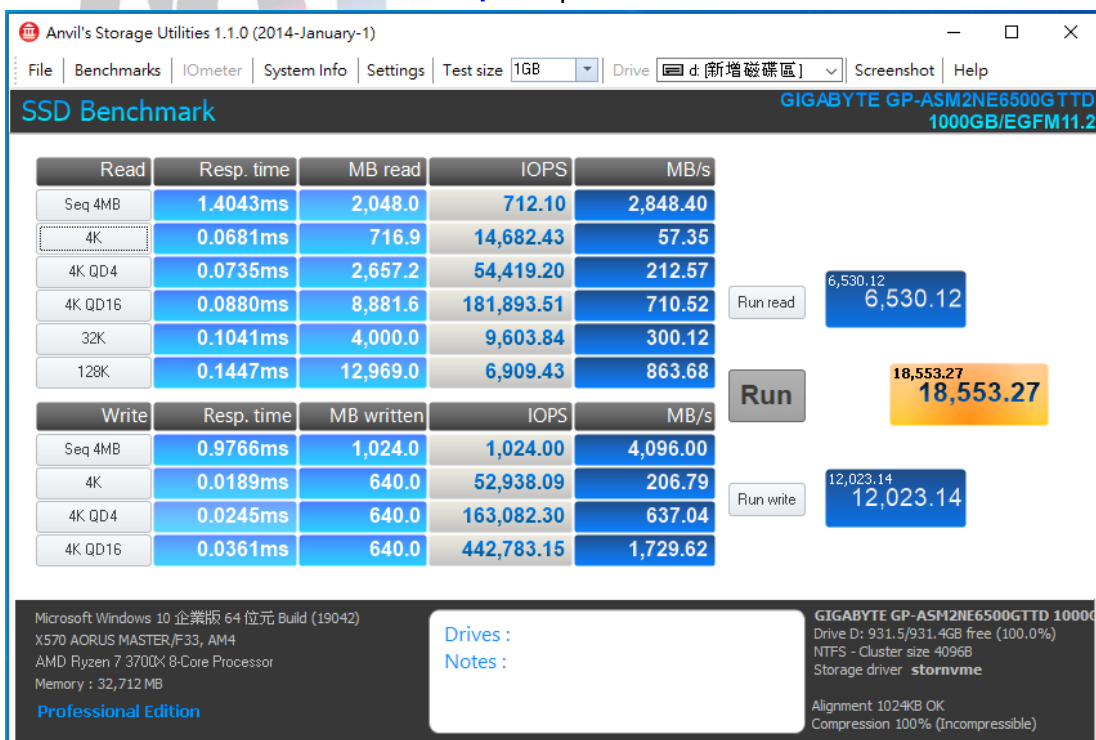 Anvil's Storage Utilities 1.1.0 (2014-January-1)
File Benchmarks IOmeter System Info Settings Test size 1GB Drive d: [新增磁碟區] Screenshot Help
SSD Benchmark
GIGABYTE GP-ASM2NE6500GTTD
1000GB/EGFM11.2
Read Resp. time MB read IOPS MB/s
Seq 4MB 1.4043ms 2,048.0 712.10 2,848.40
4K 0.0681ms 716.9 14,682.43 57.35
4K QD4 0.0735ms 2,657.2 54,419.20 212.57
4K QD16 0.0880ms 8,881.6 181,893.51 710.52
32K 0.1041ms 4,000.0 9,603.84 300.12
128K 0.1447ms 12,969.0 6,909.43 863.68
Run read
6,530.12
6,530.12
Run
18,553.27
18,553.27
Write Resp. time MB written IOPS MB/s
Seq 4MB 0.9766ms 1,024.0 1,024.00 4,096.00
4K 0.0189ms 640.0 52,938.09 206.79
4K QD4 0.0245ms 640.0 163,082.30 637.04
4K QD16 0.0361ms 640.0 442,783.15 1,729.62
Run write
12,023.14
12,023.14
Microsoft Windows 10 企業版 64 位元 Build (19042)
X570 AORUS MASTER/F33, AM4
AMD Ryzen 7 3700X 8-Core Processor
Memory : 32,712 MB
Professional Edition
Drives :
Notes :
GIGABYTE GP-ASM2NE6500GTTD 1000G
Drive D: 931.5/931.4GB free (100.0%)
NTFS - Cluster size 4096B
Storage driver stornvme
Alignment 1024KB OK
Compression 100% (Incompressible)